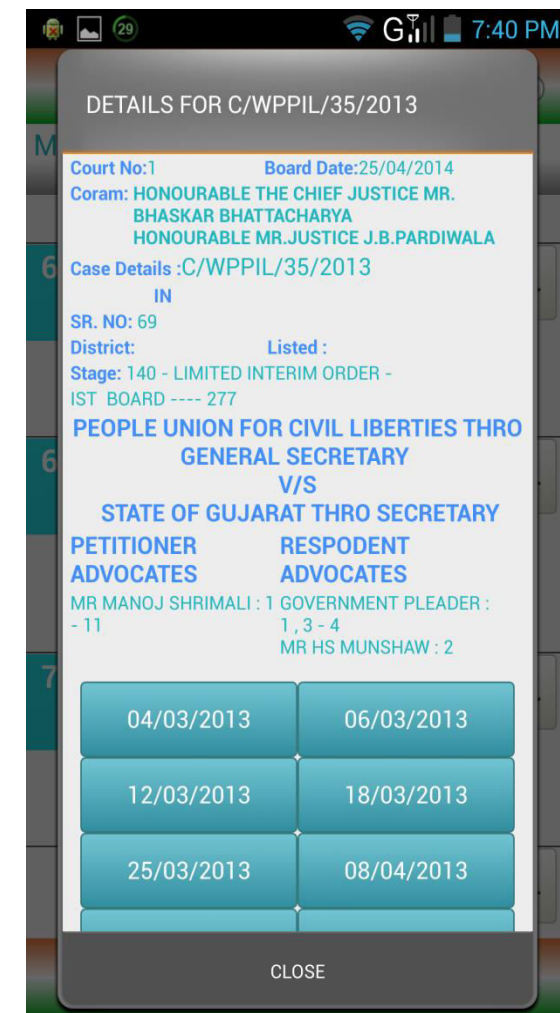 29 G 7:40 PM
DETAILS FOR C/WPPIL/35/2013
M
Court No:1 Board Date:25/04/2014
Coram: HONOURABLE THE CHIEF JUSTICE MR.
BHASKAR BHATTACHARYA
HONOURABLE MR.JUSTICE J.B.PARDIWALA
6
Case Details :C/WPPIL/35/2013
IN
SR. NO: 69
District: Listed :
Stage: 140 - LIMITED INTERIM ORDER -
IST BOARD ---- 277
PEOPLE UNION FOR CIVIL LIBERTIES THRO
6
GENERAL SECRETARY
V/S
STATE OF GUJARAT THRO SECRETARY
PETITIONER RESPODENT
ADVOCATES ADVOCATES
MR MANOJ SHRIMALI : 1 GOVERNMENT PLEADER :
- 11 1 , 3 - 4
MR HS MUNSHAW : 2
7
04/03/2013 06/03/2013
12/03/2013 18/03/2013
25/03/2013 08/04/2013
CLOSE